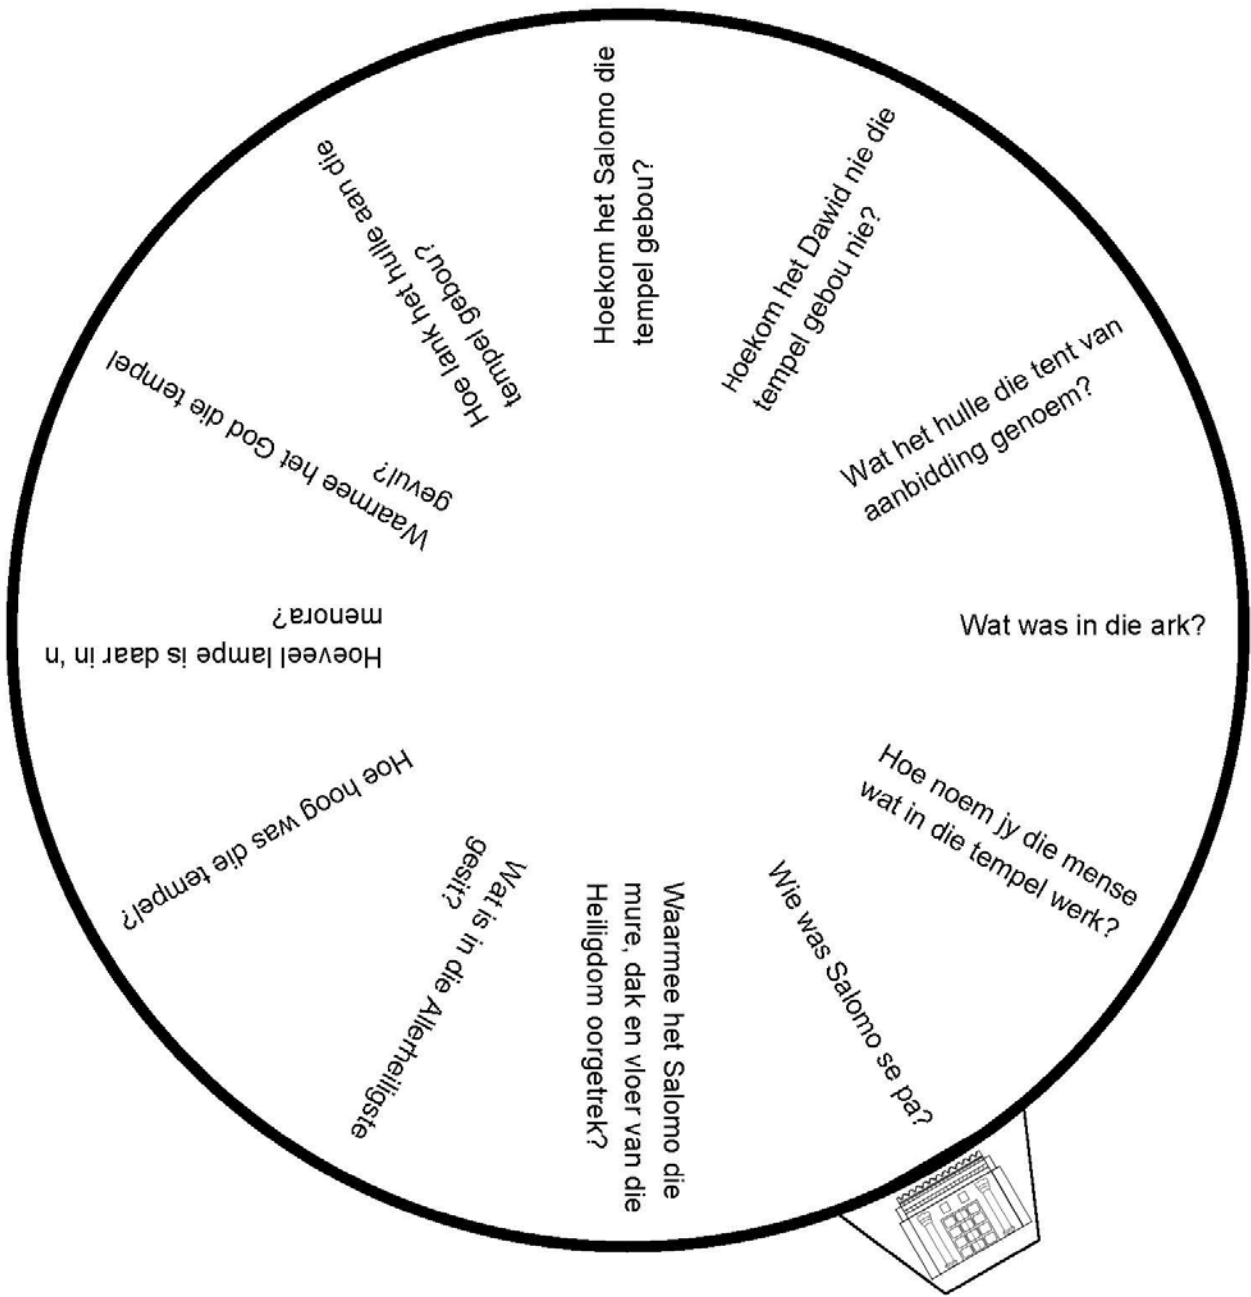 Hoekom het Salomo die
tempel gebou?
Hoekom het Dawid nie die
tempel gebou nie?
Wat het hulle die tent van
aanbidding genoem?
Wat was in die ark?
Hoe noem jy die mense
wat in die tempel werk?
Wie was Salomo se pa?
Waarmee het Salomo die
mure, dak en vloer van die
Heiligdom oorgetrek?
Wat is in die Allerheiligste
gesit?
Hoe hoog was die tempel?
Hoeveel lampe is daar in 'n
menora?
Waarmee het God die tempel
gevul?
Hoe lank het hulle aan die
tempel gebou?